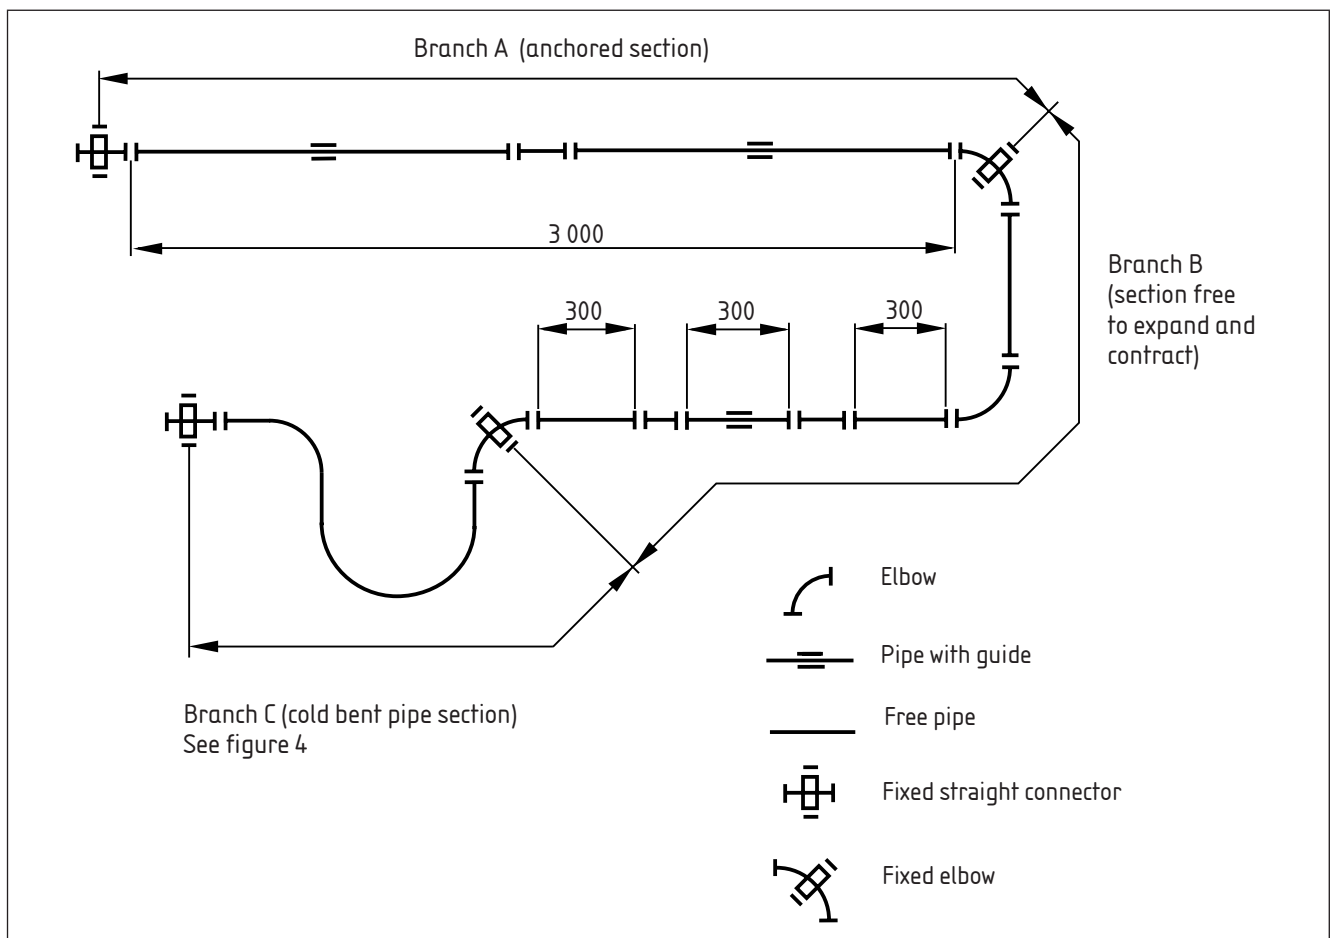 Branch A (anchored section)
3 000
Branch B
(section free
to expand and
contract)
300
300
300
Elbow
Pipe with guide
Branch C (cold bent pipe section)
See figure 4
Free pipe
Fixed straight connector
Fixed elbow